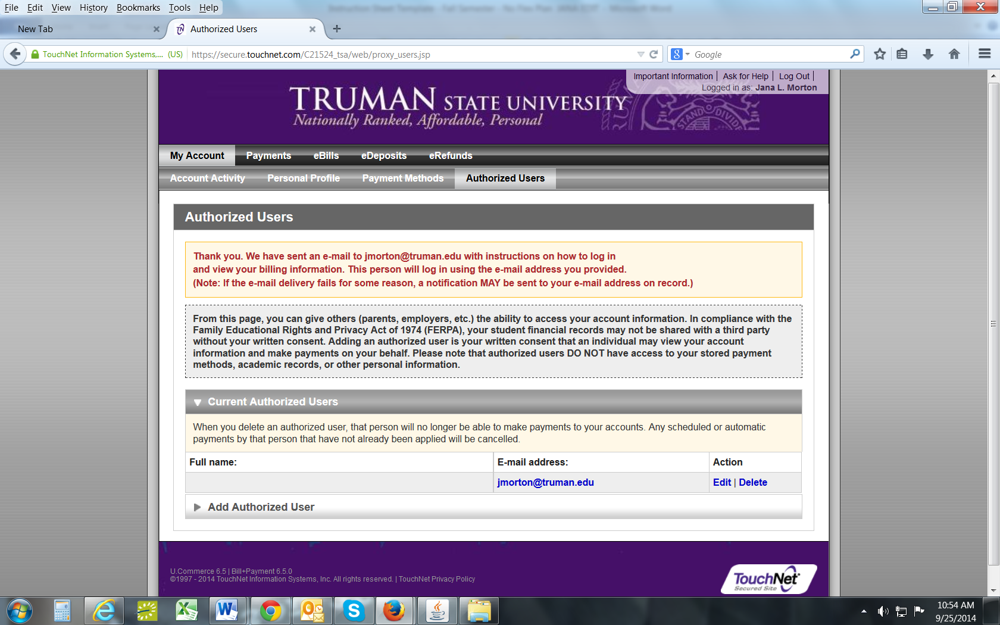 File Edit View History Bookmarks Tools Help
New Tab
Authorized Users
TouchNet Information Systems,... (US)
https://secure.touchnet.com/C21524_tsa/web/proxy_users.jsp
Google
Important Information | Ask for Help | Log Out |
Logged in as: Jana L. Morton
TRUMAN STATE UNIVERSITY
Nationally Ranked, Affordable, Personal
My Account Payments eBills eDeposits eRefunds
Account Activity Personal Profile Payment Methods Authorized Users
Authorized Users
Thank you. We have sent an e-mail to jmorton@truman.edu with instructions on how to log in
and view your billing information. This person will log in using the e-mail address you provided.
(Note: If the e-mail delivery fails for some reason, a notification MAY be sent to your e-mail address on record.)
From this page, you can give others (parents, employers, etc.) the ability to access your account information. In compliance with the
Family Educational Rights and Privacy Act of 1974 (FERPA), your student financial records may not be shared with a third party
without your written consent. Adding an authorized user is your written consent that an individual may view your account
information and make payments on your behalf. Please note that authorized users DO NOT have access to your stored payment
methods, academic records, or other personal information.
Current Authorized Users
When you delete an authorized user, that person will no longer be able to make payments to your accounts. Any scheduled or automatic
payments by that person that have not already been applied will be cancelled.
Full name: E-mail address: Action
jmorton@truman.edu Edit | Delete
Add Authorized User
U.Commerce 6.5 | Bill+Payment 6.5.0
©1997 - 2014 TouchNet Information Systems, Inc. All rights reserved. | TouchNet Privacy Policy
TouchNet
Secured Site
10:54 AM
9/25/2014